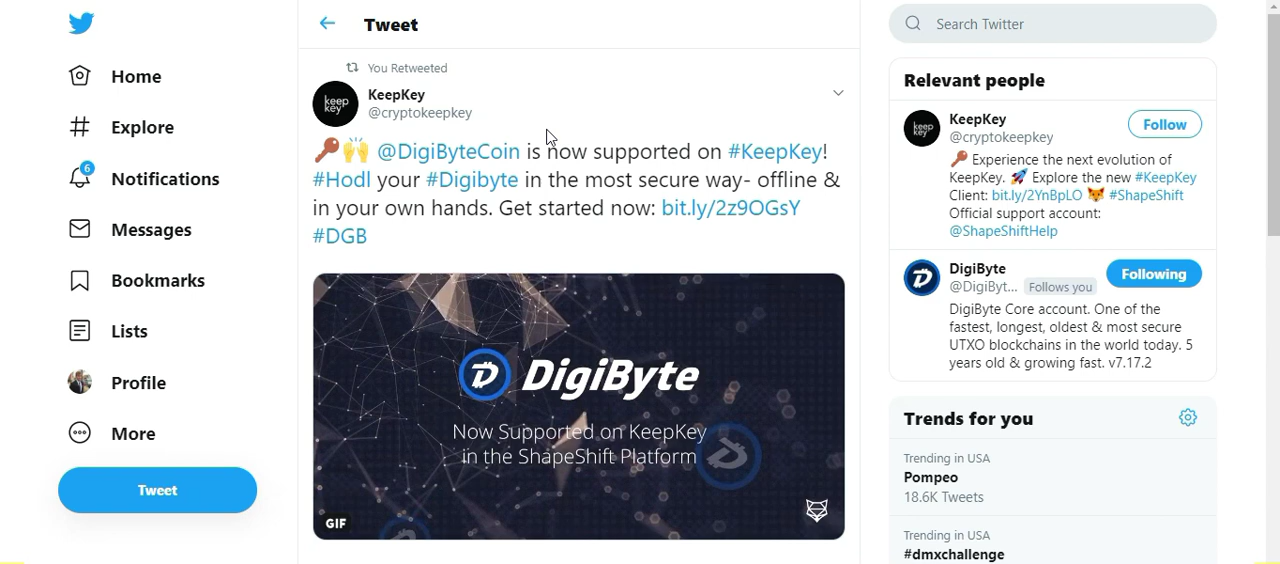 Home
Explore
6
Notifications
Messages
Bookmarks
Lists
Profile
More
Tweet
Tweet
You Retweeted
keep
key
KeepKey
@cryptokeepkey
@DigiByteCoin is now supported on #KeepKey!
#Hodl your #Digibyte in the most secure way- offline &
in your own hands. Get started now: bit.ly/2z9OGsY
#DGB
DigiByte
Now Supported on KeepKey
in the ShapeShift Platform
GIF
Search Twitter
Relevant people
keep
key
KeepKey
Follow
@cryptokeepkey
Experience the next evolution of
KeepKey. 🚀 Explore the new #KeepKey
Client: bit.ly/2YnBpLO 🦊 #ShapeShift
Official support account:
@ShapeShiftHelp
DigiByte
Following
@DigiByt... Follows you
DigiByte Core account. One of the
fastest, longest, oldest & most secure
UTXO blockchains in the world today. 5
years old & growing fast. v7.17.2
Trends for you
Trending in USA
Pompeo
18.6K Tweets
Trending in USA
#dmxchallenge